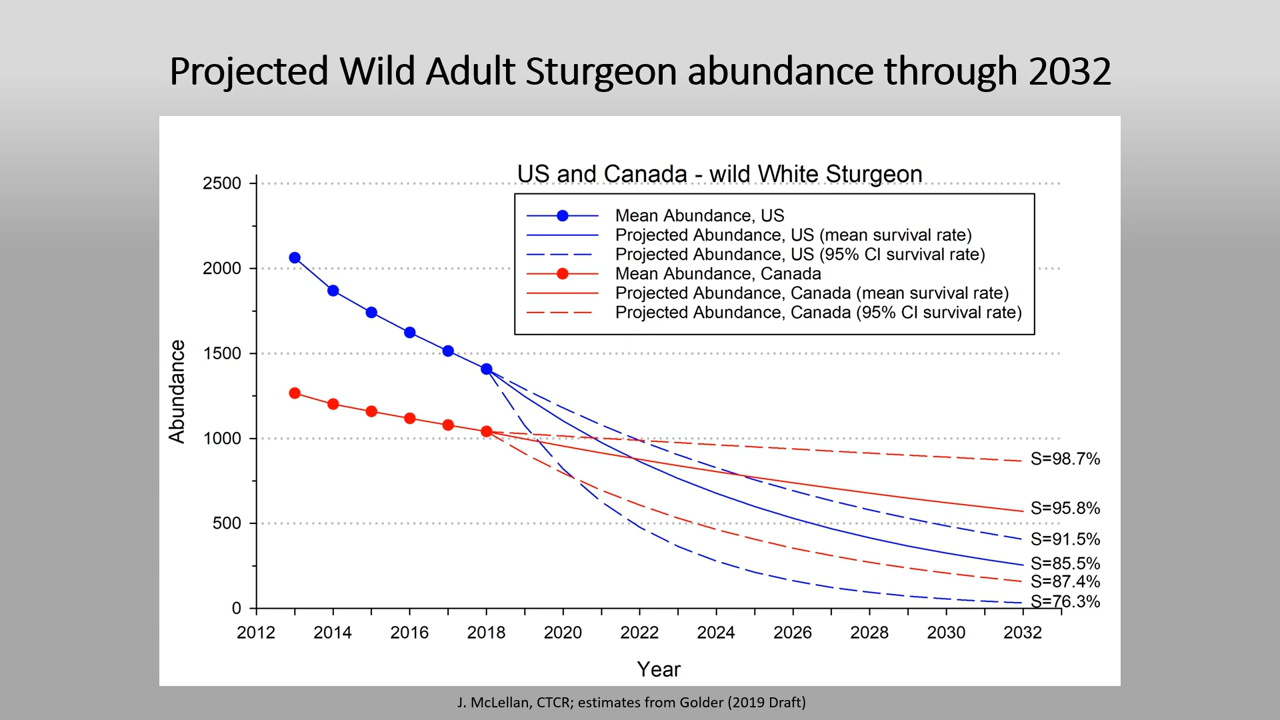 Projected Wild Adult Sturgeon abundance through 2032
US and Canada - wild White Sturgeon
Mean Abundance, US
Projected Abundance, US (mean survival rate)
Projected Abundance, US (95% CI survival rate)
Mean Abundance, Canada
Projected Abundance, Canada (mean survival rate)
Projected Abundance, Canada (95% CI survival rate)
Abundance
2500
2000
1500
1000
500
0
S=98.7%
S=95.8%
S=91.5%
S=85.5%
S=87.4%
S=76.3%
2012 2014 2016 2018 2020 2022 2024 2026 2028 2030 2032
Year
J. McLellan, CTCR; estimates from Golder (2019 Draft)